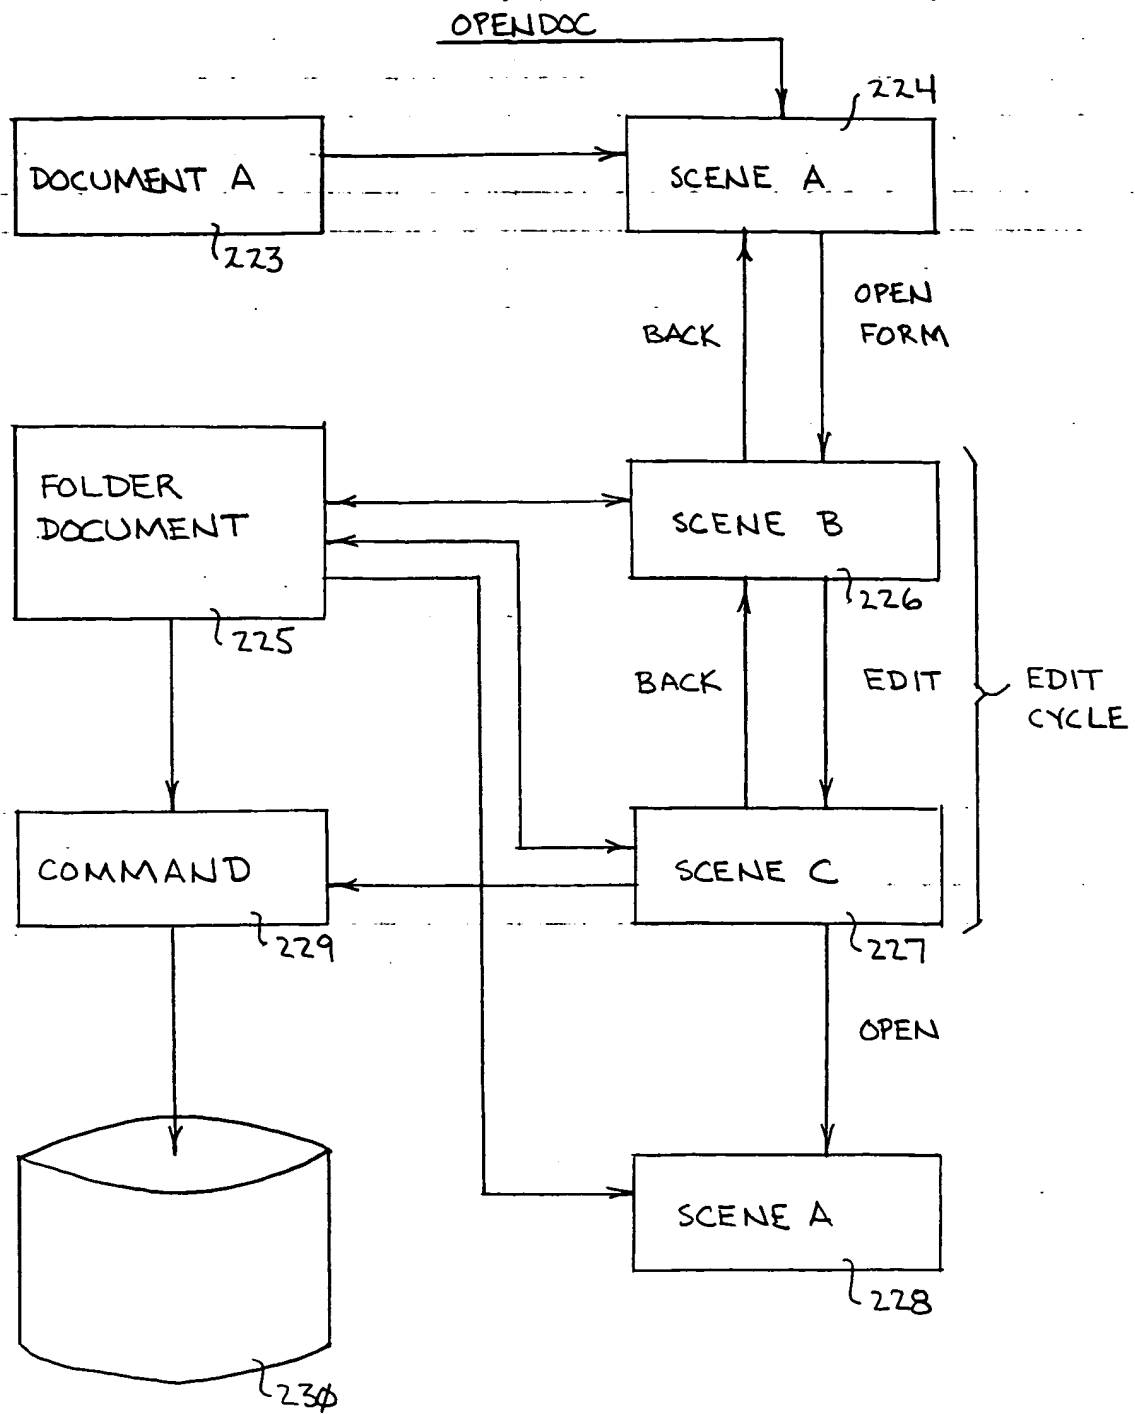 OPENDOC
224
DOCUMENT A
SCENE A
223
OPEN
FORM
BACK
FOLDER
DOCUMENT
SCENE B
226
225
BACK
EDIT
EDIT
CYCLE
COMMAND
SCENE C
229
227
OPEN
SCENE A
228
230